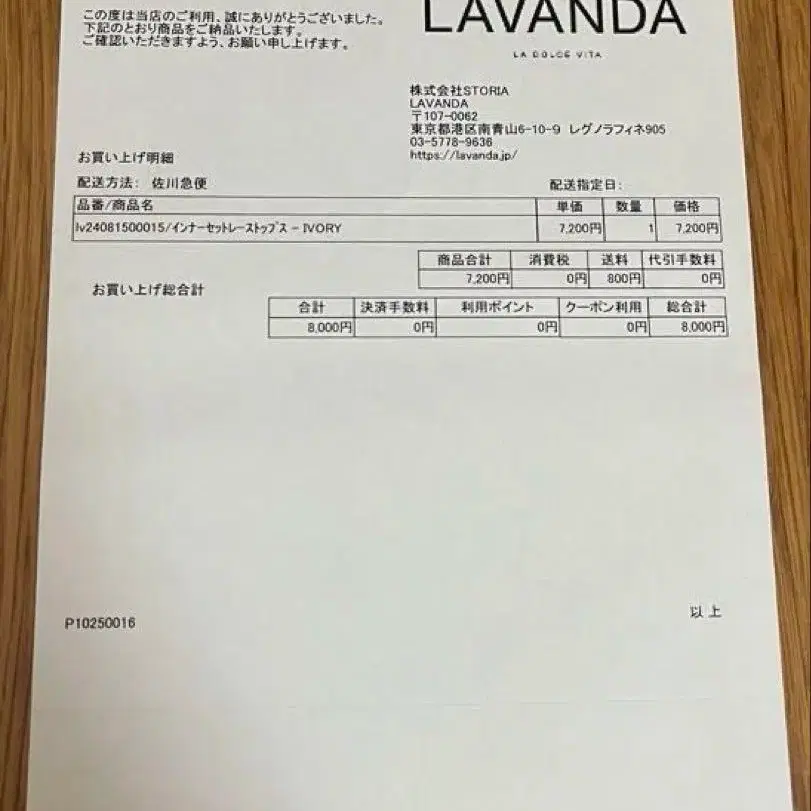 この度は当店のご利用、誠にありがとうございました。
下記のとおり商品をご納品いたします。
ご確認いただきますよう、お願い申し上げます。
LAVANDA
LA DOLCE VITA
株式会社STORIA
LAVANDA
〒107-0062
東京都港区南青山6-10-9 レグノラフィネ905
03-5778-9636
https://lavanda.jp/
お買い上げ明細
配送方法: 佐川急便 配送指定日:
品番/商品名 単価 数量 価格
lv24081500015/インナーセットレーストップス - IVORY 7,200円 1 7,200円
商品合計 消費税 送料 代引手数料
7,200円 0円 800円 0円
お買い上げ総合計
合計 決済手数料 利用ポイント クーポン利用 総合計
8,000円 0円 0円 0円 8,000円
以上
P10250016